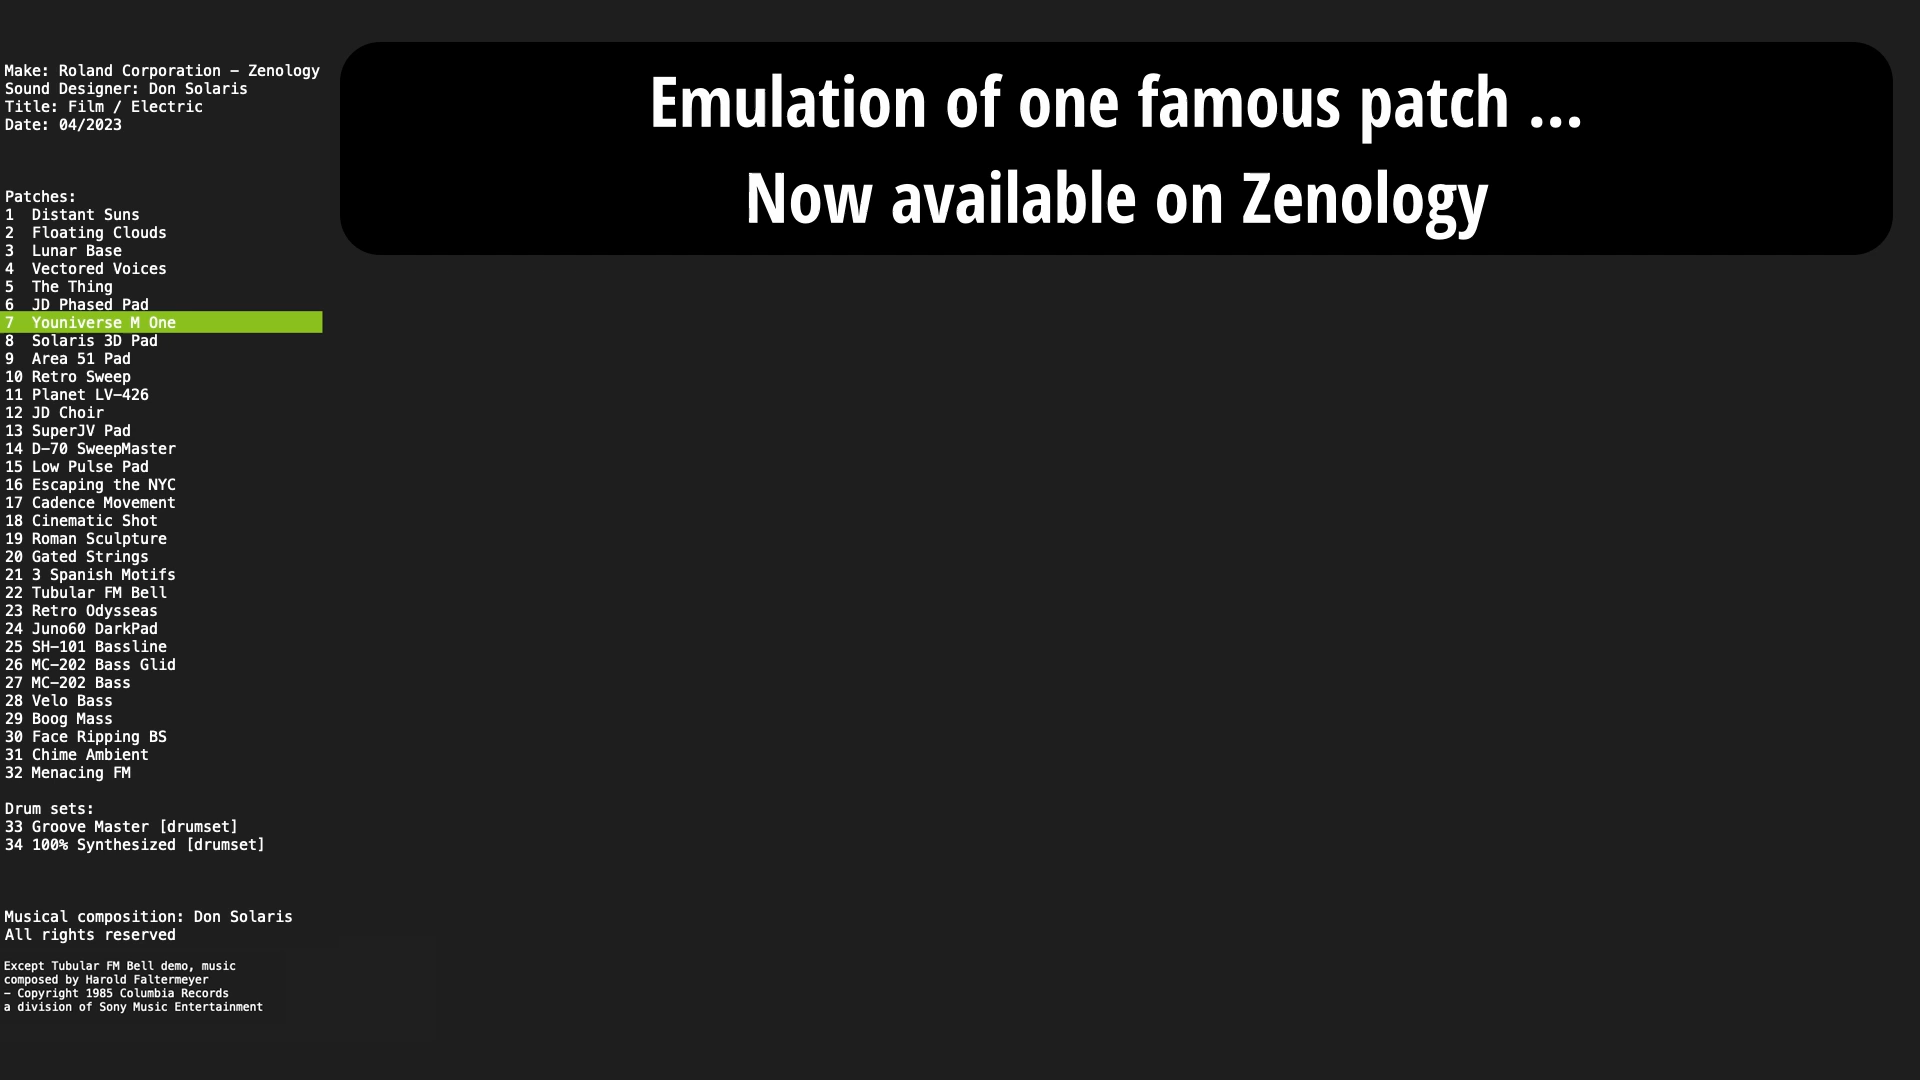 Make: Roland Corporation – Zenology
Sound Designer: Don Solaris
Title: Film / Electric
Date: 04/2023
Emulation of one famous patch ...
Now available on Zenology
Patches:
1 Distant Suns
2 Floating Clouds
3 Lunar Base
4 Vectored Voices
5 The Thing
6 JD Phased Pad
7 Youniverse M One
8 Solaris 3D Pad
9 Area 51 Pad
10 Retro Sweep
11 Planet LV–426
12 JD Choir
13 SuperJV Pad
14 D–70 SweepMaster
15 Low Pulse Pad
16 Escaping the NYC
17 Cadence Movement
18 Cinematic Shot
19 Roman Sculpture
20 Gated Strings
21 3 Spanish Motifs
22 Tubular FM Bell
23 Retro Odysseas
24 Juno60 DarkPad
25 SH–101 Bassline
26 MC–202 Bass Glid
27 MC–202 Bass
28 Velo Bass
29 Boog Mass
30 Face Ripping BS
31 Chime Ambient
32 Menacing FM
Drum sets:
33 Groove Master [drumset]
34 100% Synthesized [drumset]
Musical composition: Don Solaris
All rights reserved
Except Tubular FM Bell demo, music
composed by Harold Faltermeyer
– Copyright 1985 Columbia Records
a division of Sony Music Entertainment